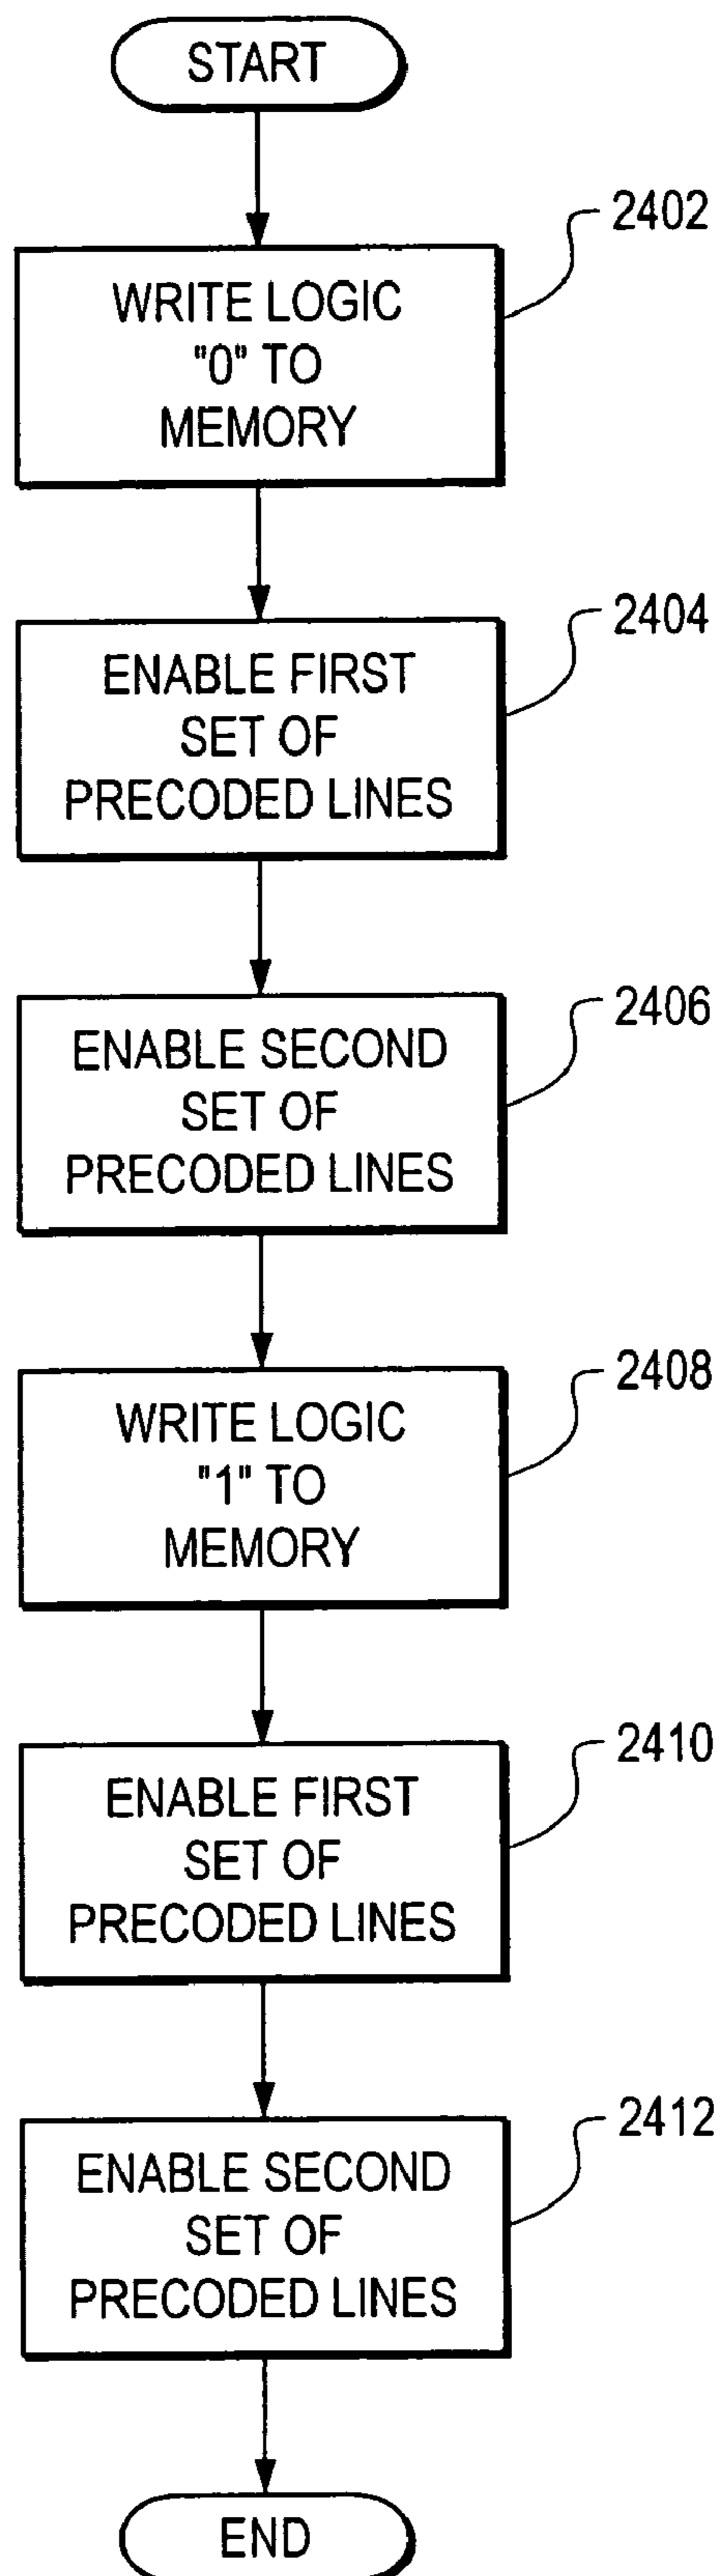 START
2402
WRITE LOGIC
"0" TO
MEMORY
2404
ENABLE FIRST
SET OF
PRECODED LINES
2406
ENABLE SECOND
SET OF
PRECODED LINES
2408
WRITE LOGIC
"1" TO
MEMORY
2410
ENABLE FIRST
SET OF
PRECODED LINES
2412
ENABLE SECOND
SET OF
PRECODED LINES
END